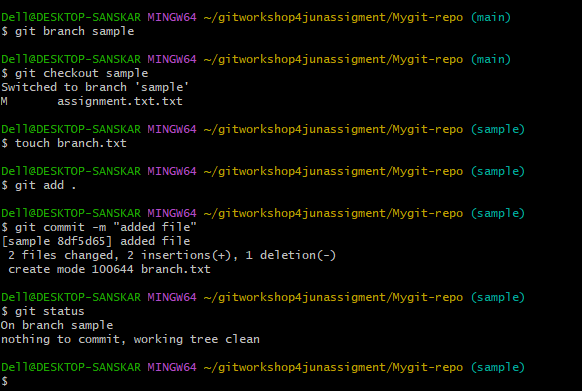 Dell@DESKTOP-SANSKAR MINGW64 ~/gitworkshop4junassigment/Mygit-repo (main)
$ git branch sample
Dell@DESKTOP-SANSKAR MINGW64 ~/gitworkshop4junassigment/Mygit-repo (main)
$ git checkout sample
Switched to branch 'sample'
M       assignment.txt.txt
Dell@DESKTOP-SANSKAR MINGW64 ~/gitworkshop4junassigment/Mygit-repo (sample)
$ touch branch.txt
Dell@DESKTOP-SANSKAR MINGW64 ~/gitworkshop4junassigment/Mygit-repo (sample)
$ git add .
Dell@DESKTOP-SANSKAR MINGW64 ~/gitworkshop4junassigment/Mygit-repo (sample)
$ git commit -m "added file"
[sample 8df5d65] added file
 2 files changed, 2 insertions(+), 1 deletion(-)
 create mode 100644 branch.txt
Dell@DESKTOP-SANSKAR MINGW64 ~/gitworkshop4junassigment/Mygit-repo (sample)
$ git status
On branch sample
nothing to commit, working tree clean
Dell@DESKTOP-SANSKAR MINGW64 ~/gitworkshop4junassigment/Mygit-repo (sample)
$